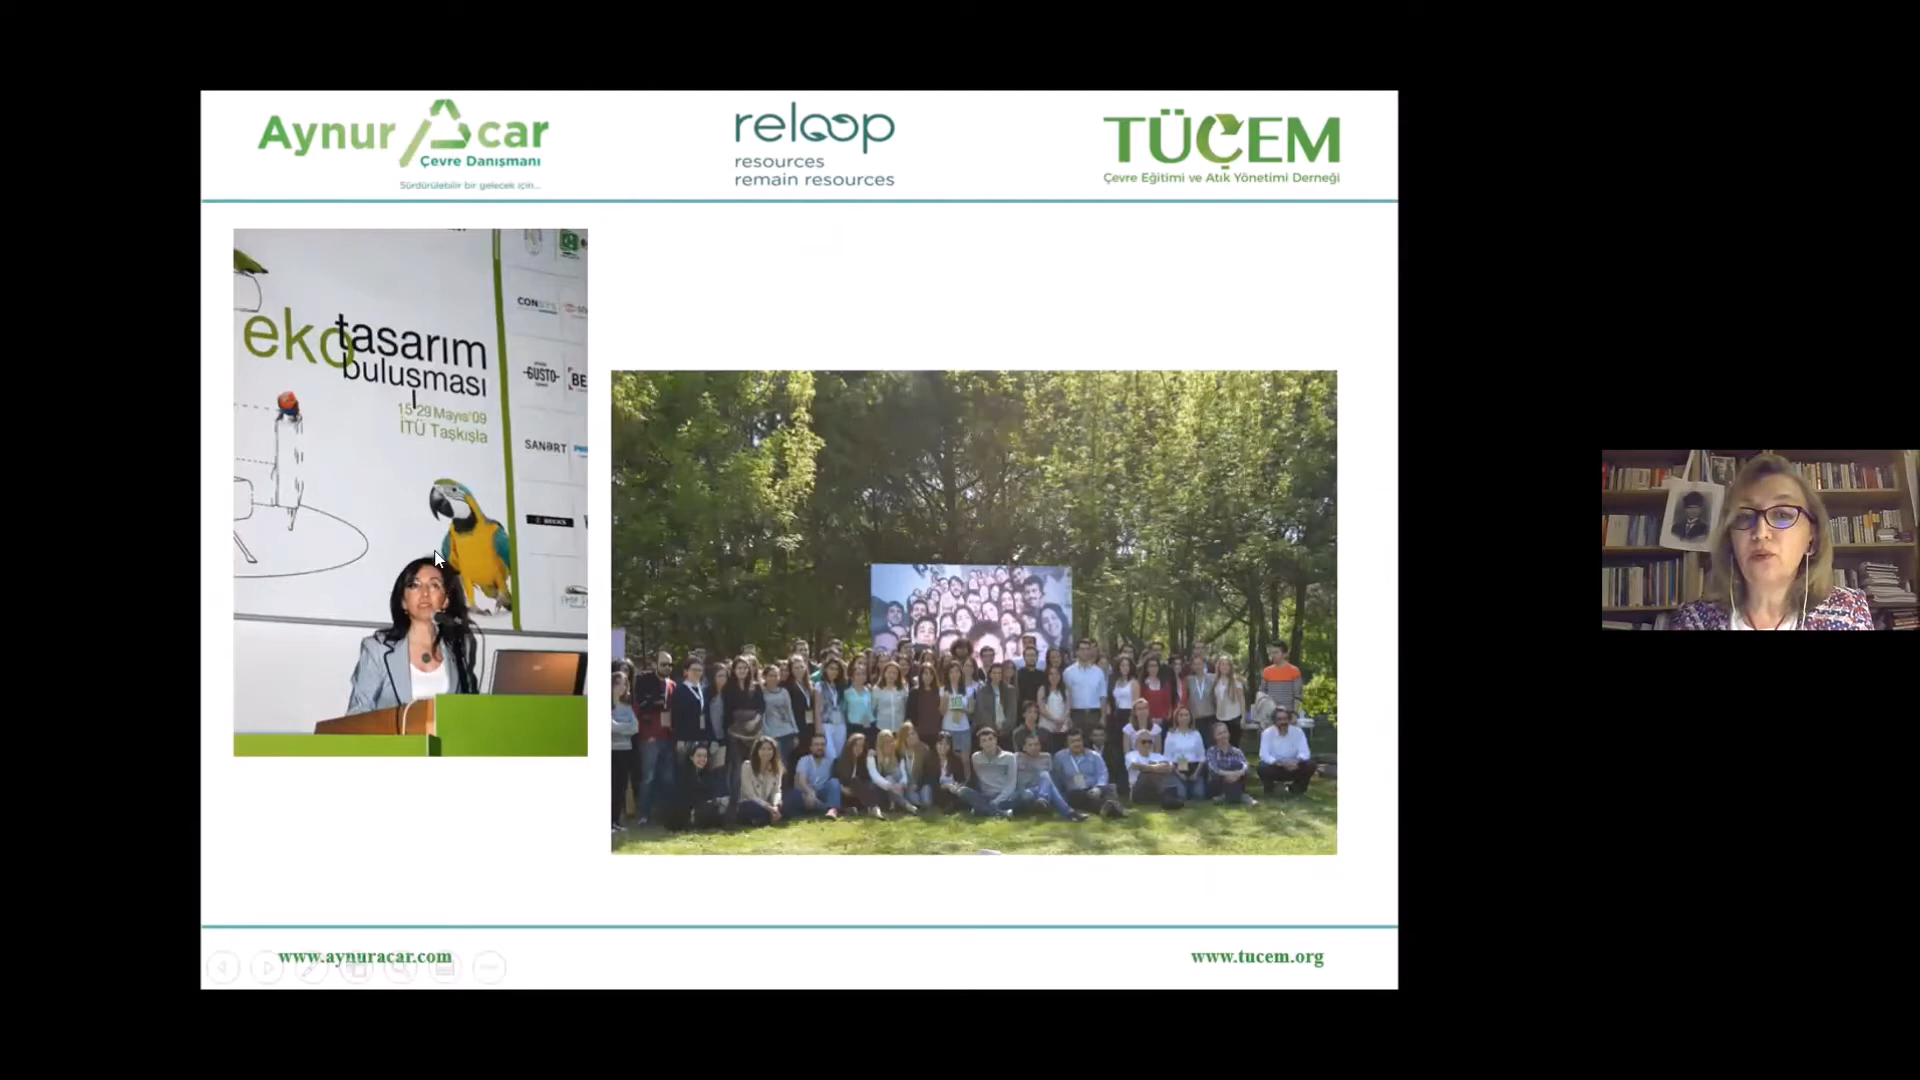 Aynur Acar
Çevre Danışmanı
Sürdürülebilir bir gelecek için...
reloop
resources
remain resources
TÜÇEM
Çevre Eğitimi ve Atık Yönetimi Derneği
eko
tasarım
buluşması
15 29 Mayıs'09
İTÜ Taşkışla
GUSTO
BE
SANART
www.aynuracar.com
www.tucem.org